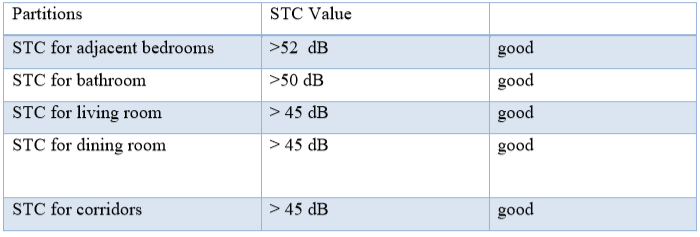 Partitions STC Value
STC for adjacent bedrooms >52 dB good
STC for bathroom >50 dB good
STC for living room > 45 dB good
STC for dining room > 45 dB good
STC for corridors > 45 dB good